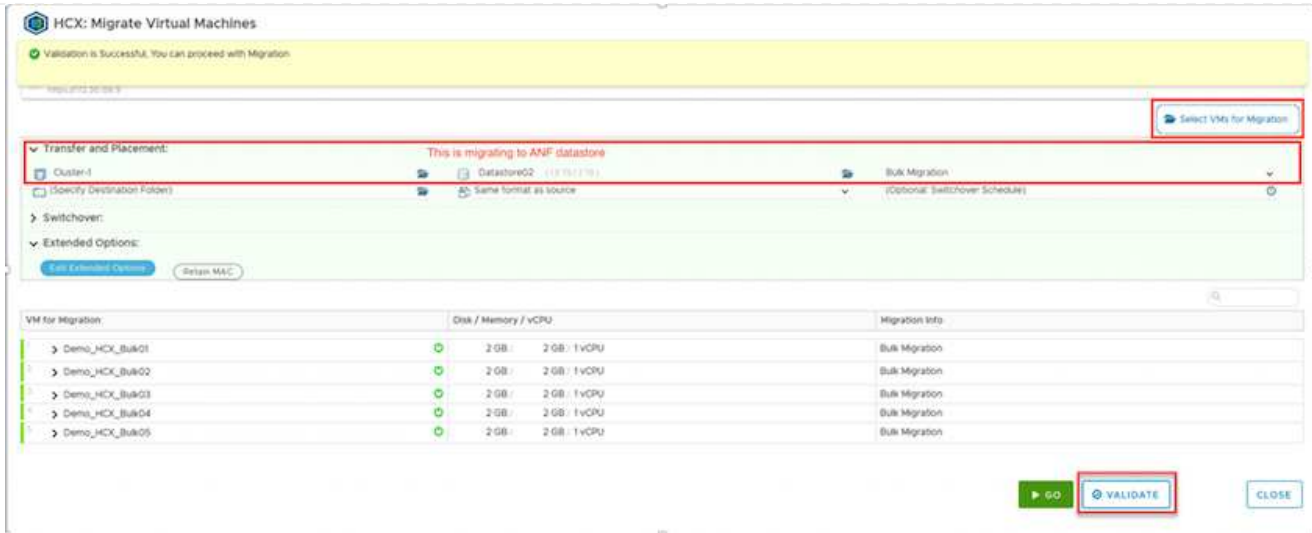 HCX: Migrate Virtual Machines
Validation is Successful, You can proceed with Migration
Select VMs for Migration
Transfer and Placement:
This is migrating to ANF datastore
Cluster-1 Datastore02 Bulk Migration
(Specify Destination Folder) Same format as source (Optional: Switchover Schedule)
Switchover:
Extended Options:
Edit Extended Options Retain MAC
VM for Migration Disk / Memory / vCPU Migration Info
1 Demo_HCX_Bulk01 2 GB / 2 GB / 1 vCPU Bulk Migration
2 Demo_HCX_Bulk02 2 GB / 2 GB / 1 vCPU Bulk Migration
3 Demo_HCX_Bulk03 2 GB / 2 GB / 1 vCPU Bulk Migration
4 Demo_HCX_Bulk04 2 GB / 2 GB / 1 vCPU Bulk Migration
5 Demo_HCX_Bulk05 2 GB / 2 GB / 1 vCPU Bulk Migration
GO VALIDATE CLOSE